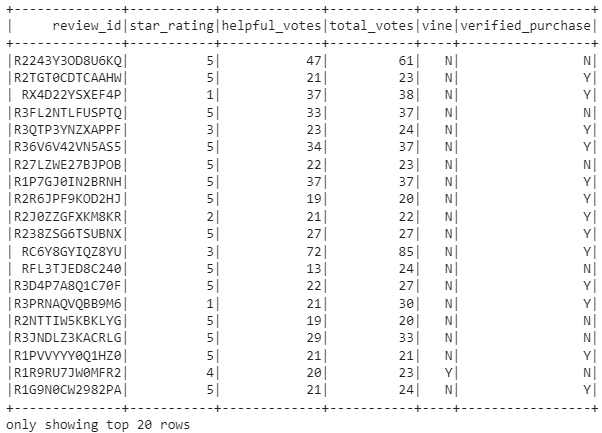 +--------------+-----------+-------------+-----------+----+-----------------+
|     review_id|star_rating|helpful_votes|total_votes|vine|verified_purchase|
+--------------+-----------+-------------+-----------+----+-----------------+
|R2243Y3OD8U6KQ|          5|           47|         61|   N|                N|
|R2TGT0CDTCAAHW|          5|           21|         23|   N|                Y|
| RX4D22YSXEF4P|          1|           37|         38|   N|                Y|
|R3FL2NTLFUSPTQ|          5|           33|         37|   N|                N|
|R3QTP3YNZXAPPF|          3|           23|         24|   N|                Y|
|R36V6V42VN5AS5|          5|           34|         37|   N|                Y|
|R27LZWE27BJPOB|          5|           22|         23|   N|                N|
|R1P7GJ0IN2BRNH|          5|           37|         37|   N|                Y|
|R2R6JPF9KOD2HJ|          5|           19|         20|   N|                Y|
|R2J0ZZGFXKM8KR|          2|           21|         22|   N|                Y|
|R238ZSG6TSUBNX|          5|           27|         27|   N|                Y|
| RC6Y8GYIQZ8YU|          3|           72|         85|   N|                Y|
| RFL3TJED8C240|          5|           13|         24|   N|                N|
|R3D4P7A8Q1C70F|          5|           22|         27|   N|                Y|
|R3PRNAQVQBB9M6|          1|           21|         30|   N|                Y|
|R2NTTIW5KBKLYG|          5|           19|         20|   N|                N|
|R3JNDLZ3KACRLG|          5|           29|         33|   N|                N|
|R1PVVYYY0Q1HZ0|          5|           21|         21|   N|                Y|
|R1R9RU7JW0MFR2|          4|           20|         23|   Y|                N|
|R1G9N0CW2982PA|          5|           21|         24|   N|                Y|
+--------------+-----------+-------------+-----------+----+-----------------+
only showing top 20 rows